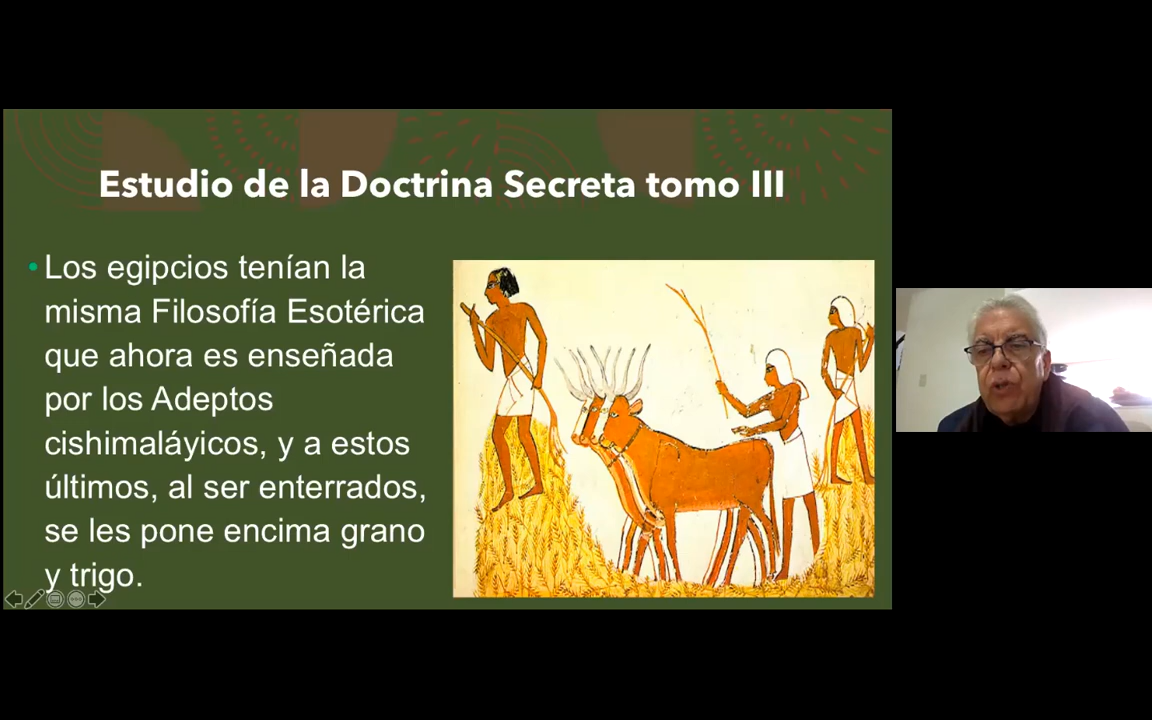 Estudio de la Doctrina Secreta tomo III
• Los egipcios tenían la
misma Filosofía Esotérica
que ahora es enseñada
por los Adeptos
cishimaláyicos, y a estos
últimos, al ser enterrados,
se les pone encima grano
y trigo.